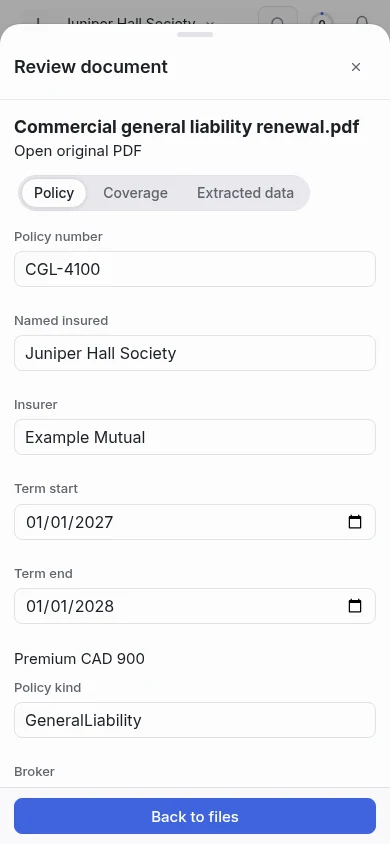 Juniper Hall Society
Review document
Commercial general liability renewal.pdf
Open original PDF
Policy
Coverage
Extracted data
Policy number
CGL-4100
Named insured
Juniper Hall Society
Insurer
Example Mutual
Term start
01/01/2027
Term end
01/01/2028
Premium CAD 900
Policy kind
GeneralLiability
Broker
Back to files